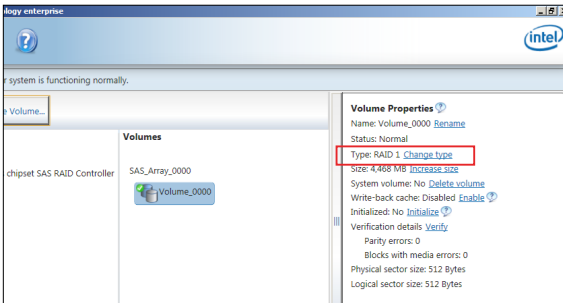 ology enterprise
intel
r system is functioning normally.
e Volume...
Volumes
chipset SAS RAID Controller
SAS_Array_0000
Volume_0000
Volume Properties
Name: Volume_0000 Rename
Status: Normal
Type: RAID 1 Change type
Size: 4,468 MB Increase size
System volume: No Delete volume
Write-back cache: Disabled Enable
Initialized: No Initialize
Verification details Verify
Parity errors: 0
Blocks with media errors: 0
Physical sector size: 512 Bytes
Logical sector size: 512 Bytes